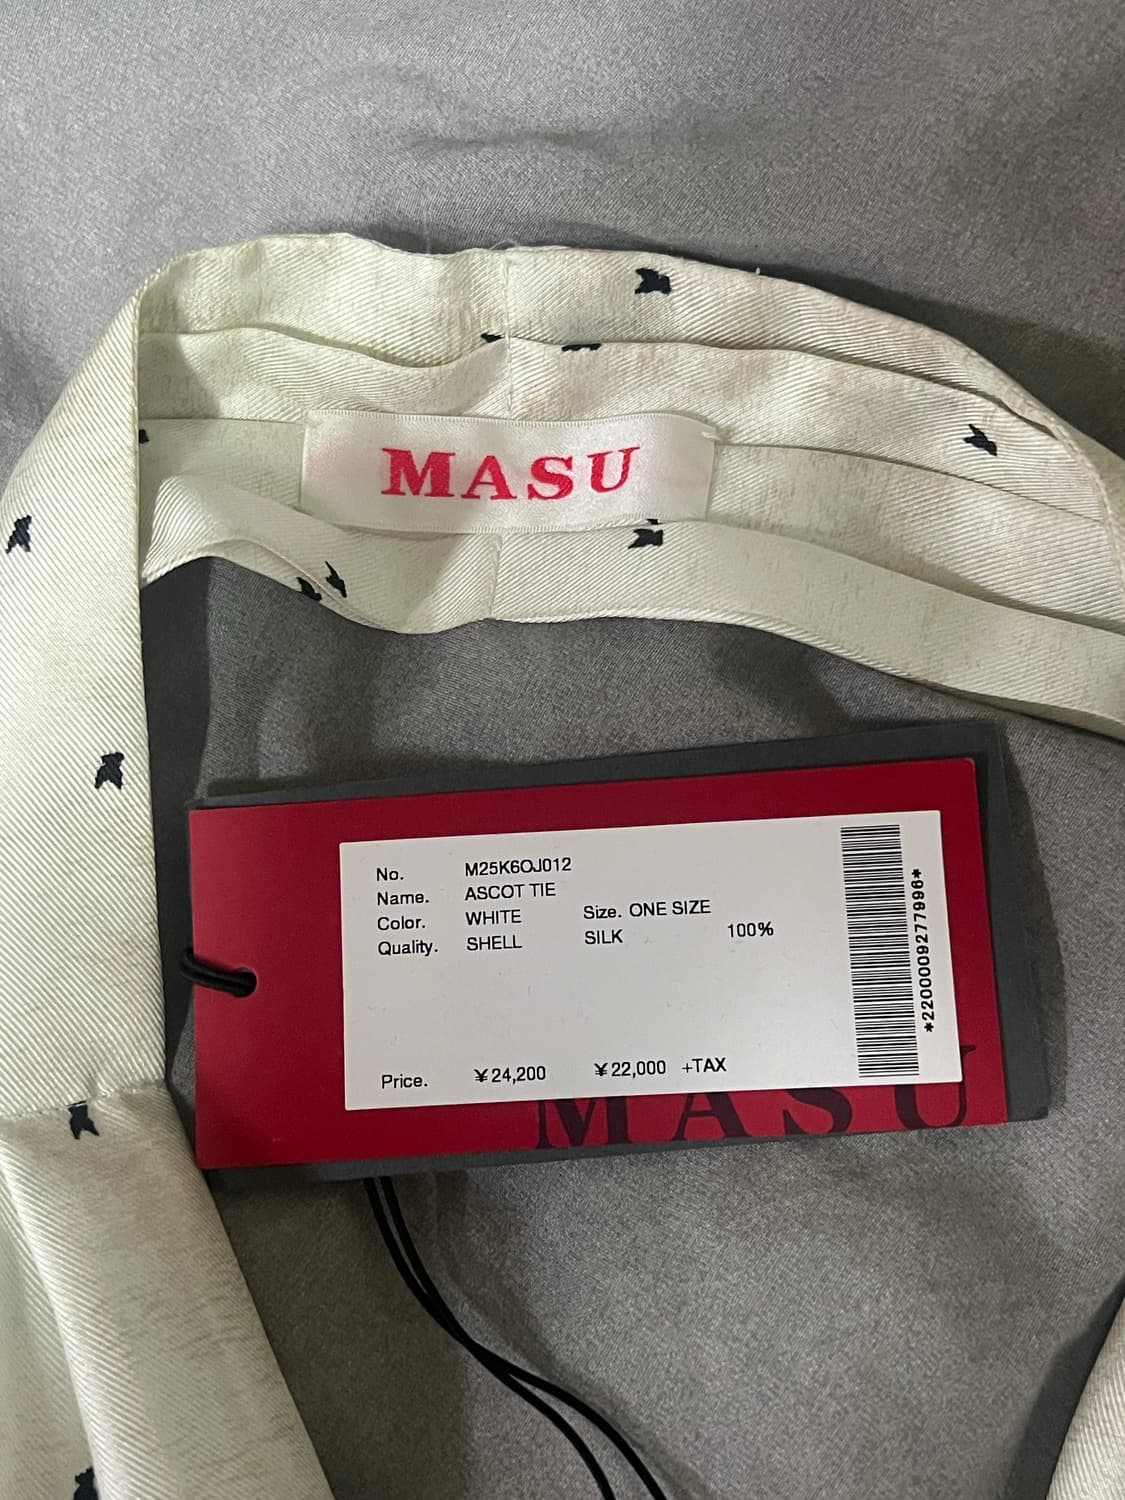 MASU
No. M25K6OJ012
Name. ASCOT TIE
Color. WHITE Size. ONE SIZE
Quality. SHELL SILK 100%
Price. ¥24,200 ¥22,000 +TAX
*2200009277996*
MASU